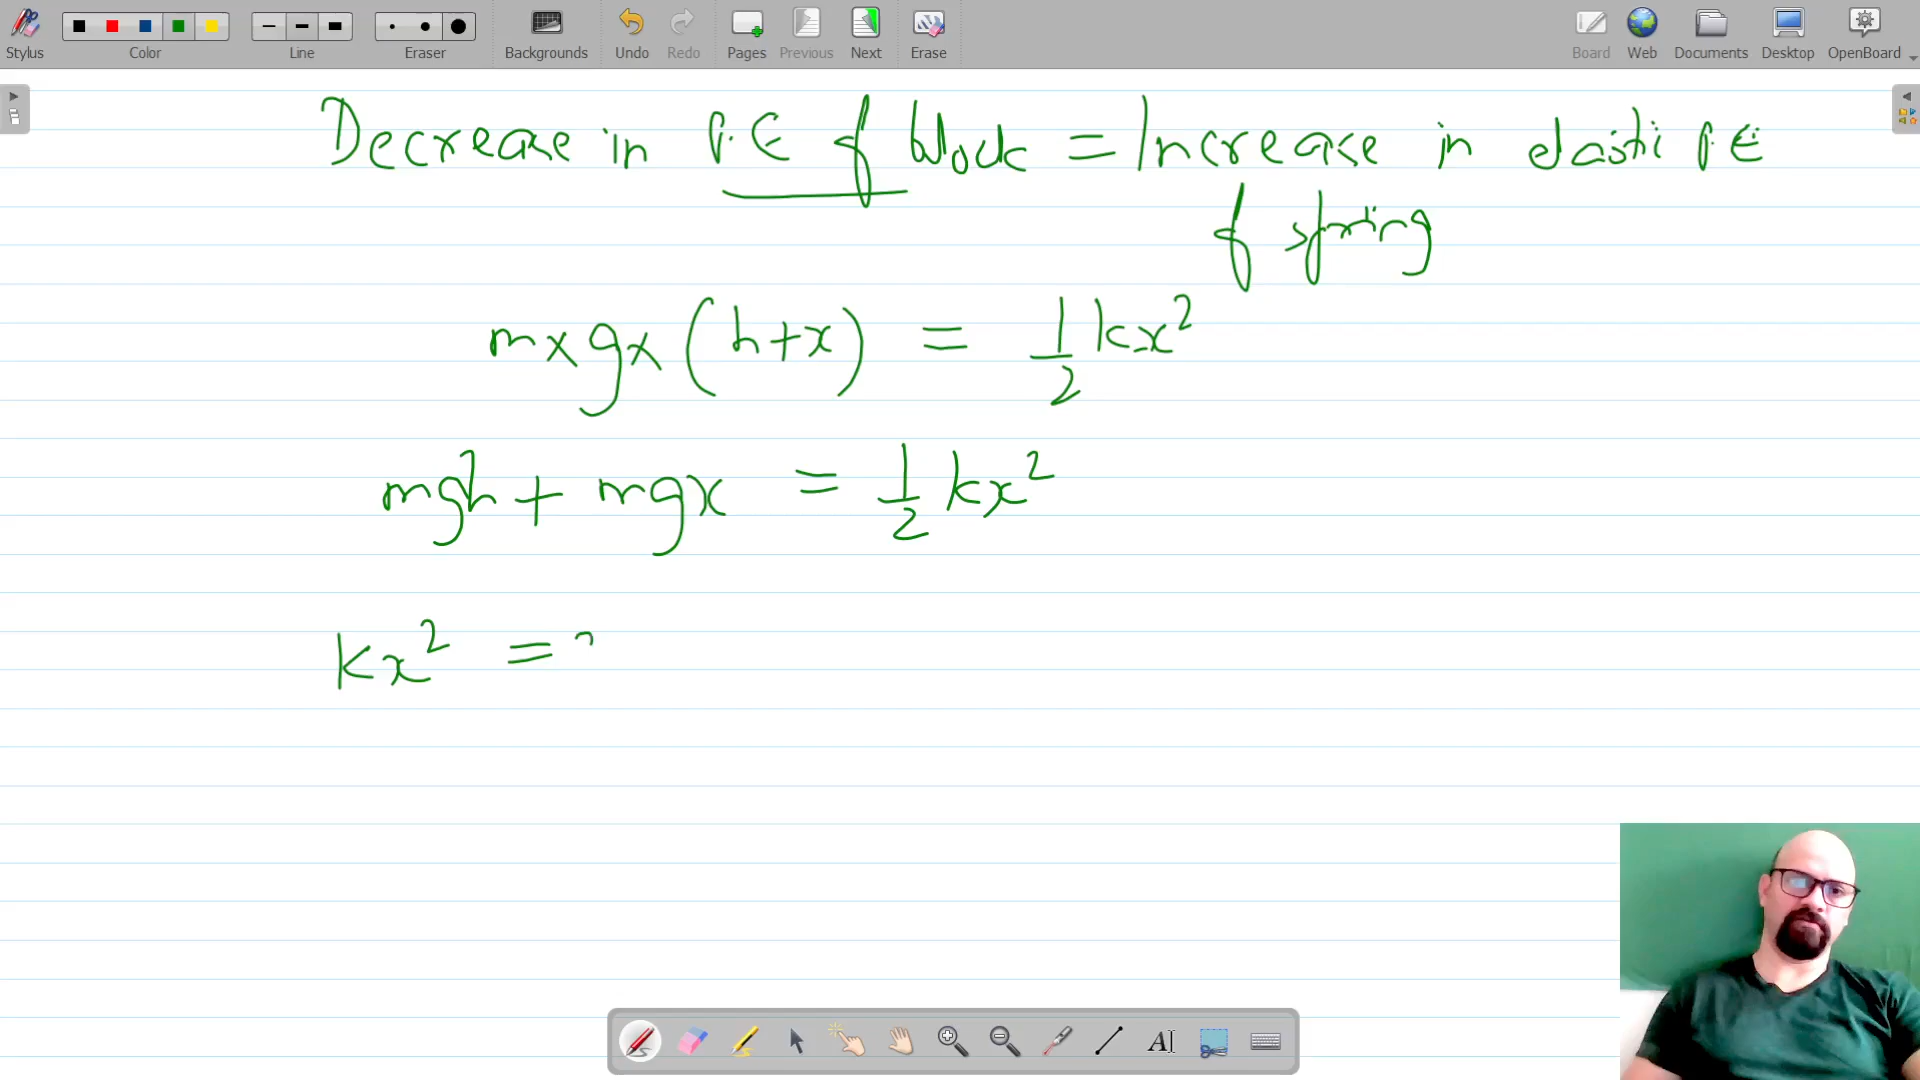 Stylus Color Line Eraser Backgrounds Undo Redo Pages Previous Next Erase Board Web Documents Desktop OpenBoard
Decrease in P.E of block = Increase in elasti P E
of spring
m x g x (h+x) = 1/2 kx²
mgh + mgx = 1/2 kx²
kx² =